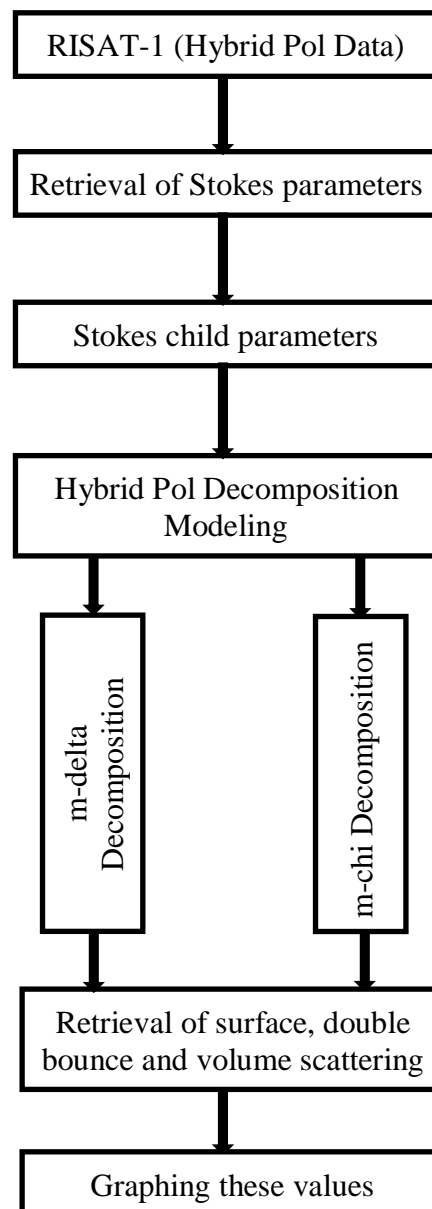 RISAT-1 (Hybrid Pol Data)
Retrieval of Stokes parameters
Stokes child parameters
Hybrid Pol Decomposition
Modeling
m-delta
Decomposition
m-chi Decomposition
Retrieval of surface, double
bounce and volume scattering
Graphing these values